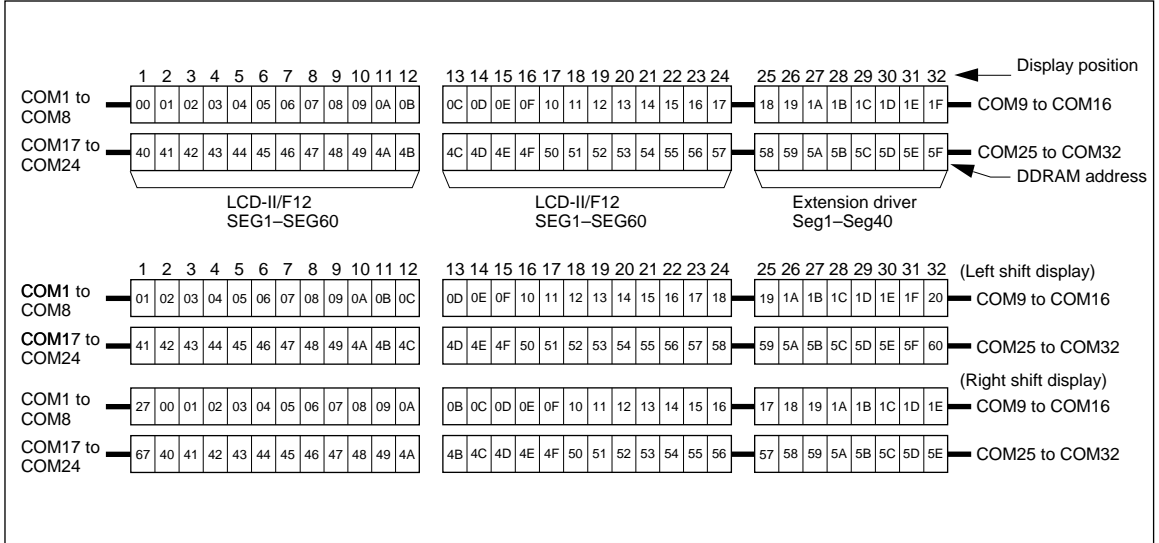 1 2 3 4 5 6 7 8 9 10 11 12 13 14 15 16 17 18 19 20 21 22 23 24 25 26 27 28 29 30 31 32 Display position
COM1 to COM8 00 01 02 03 04 05 06 07 08 09 0A 0B 0C 0D 0E 0F 10 11 12 13 14 15 16 17 18 19 1A 1B 1C 1D 1E 1F COM9 to COM16
COM17 to COM24 40 41 42 43 44 45 46 47 48 49 4A 4B 4C 4D 4E 4F 50 51 52 53 54 55 56 57 58 59 5A 5B 5C 5D 5E 5F COM25 to COM32
DDRAM address
LCD-II/F12 LCD-II/F12 Extension driver
SEG1–SEG60 SEG1–SEG60 Seg1–Seg40
1 2 3 4 5 6 7 8 9 10 11 12 13 14 15 16 17 18 19 20 21 22 23 24 25 26 27 28 29 30 31 32 (Left shift display)
COM1 to COM8 01 02 03 04 05 06 07 08 09 0A 0B 0C 0D 0E 0F 10 11 12 13 14 15 16 17 18 19 1A 1B 1C 1D 1E 1F 20 COM9 to COM16
COM17 to COM24 41 42 43 44 45 46 47 48 49 4A 4B 4C 4D 4E 4F 50 51 52 53 54 55 56 57 58 59 5A 5B 5C 5D 5E 5F 60 COM25 to COM32
(Right shift display)
COM1 to COM8 27 00 01 02 03 04 05 06 07 08 09 0A 0B 0C 0D 0E 0F 10 11 12 13 14 15 16 17 18 19 1A 1B 1C 1D 1E COM9 to COM16
COM17 to COM24 67 40 41 42 43 44 45 46 47 48 49 4A 4B 4C 4D 4E 4F 50 51 52 53 54 55 56 57 58 59 5A 5B 5C 5D 5E COM25 to COM32